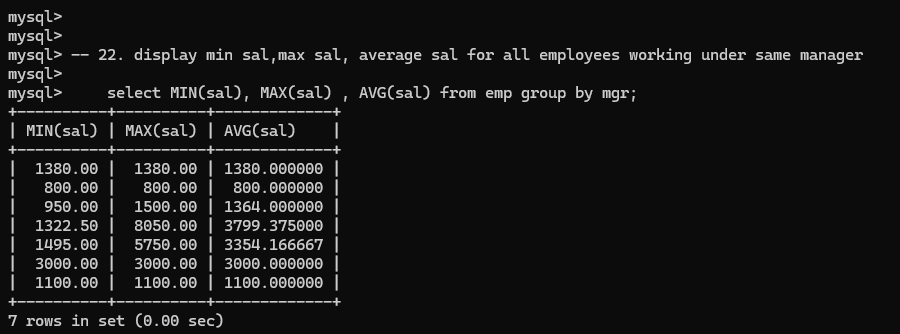 mysql>
mysql>
mysql> -- 22. display min sal,max sal, average sal for all employees working under same manager
mysql>
mysql>     select MIN(sal), MAX(sal) , AVG(sal) from emp group by mgr;
+----------+----------+-------------+
| MIN(sal) | MAX(sal) | AVG(sal)    |
+----------+----------+-------------+
|  1380.00 |  1380.00 | 1380.000000 |
|   800.00 |   800.00 |  800.000000 |
|   950.00 |  1500.00 | 1364.000000 |
|  1322.50 |  8050.00 | 3799.375000 |
|  1495.00 |  5750.00 | 3354.166667 |
|  3000.00 |  3000.00 | 3000.000000 |
|  1100.00 |  1100.00 | 1100.000000 |
+----------+----------+-------------+
7 rows in set (0.00 sec)